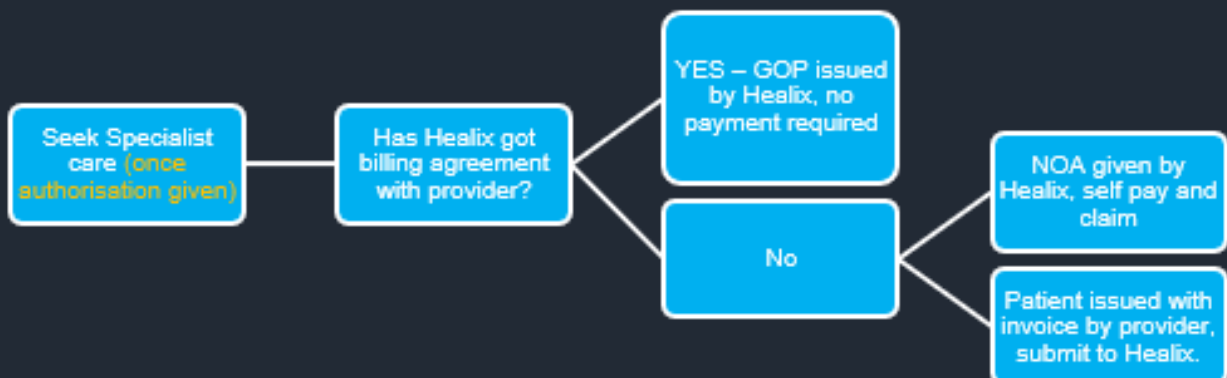 Seek Specialist
care (once
authorisation given)
Has Healix got
billing agreement
with provider?
YES – GOP issued
by Healix, no
payment required
No
NOA given by
Healix, self pay and
claim
Patient issued with
invoice by provider,
submit to Healix.